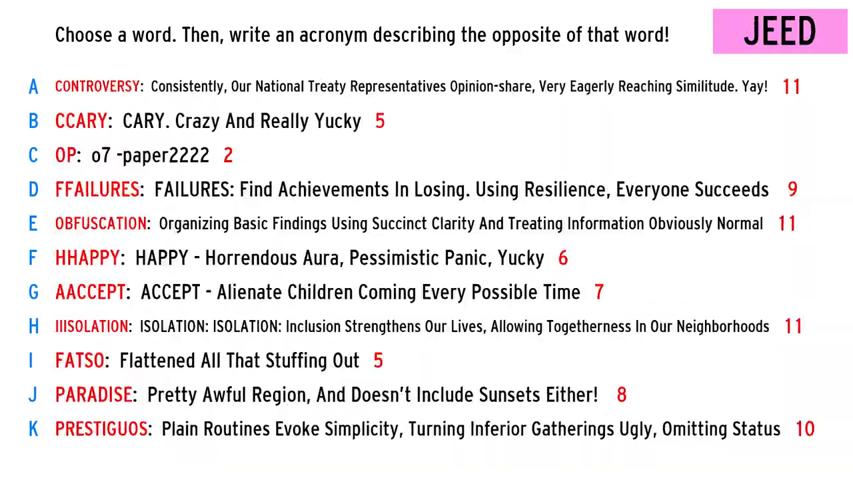 Choose a word. Then, write an acronym describing the opposite of that word!
JEED
A CONTROVERSY: Consistently, Our National Treaty Representatives Opinion-share, Very Eagerly Reaching Similitude. Yay! 11
B CCARY: CARY. Crazy And Really Yucky 5
C OP: o7 -paper2222 2
D FFAILURES: FAILURES: Find Achievements In Losing. Using Resilience, Everyone Succeeds 9
E OBFUSCATION: Organizing Basic Findings Using Succinct Clarity And Treating Information Obviously Normal 11
F HHAPPY: HAPPY - Horrendous Aura, Pessimistic Panic, Yucky 6
G AACCEPT: ACCEPT - Alienate Children Coming Every Possible Time 7
H IIISOLATION: ISOLATION: ISOLATION: Inclusion Strengthens Our Lives, Allowing Togetherness In Our Neighborhoods 11
I FATSO: Flattened All That Stuffing Out 5
J PARADISE: Pretty Awful Region, And Doesn't Include Sunsets Either! 8
K PRESTIGUOS: Plain Routines Evoke Simplicity, Turning Inferior Gatherings Ugly, Omitting Status 10